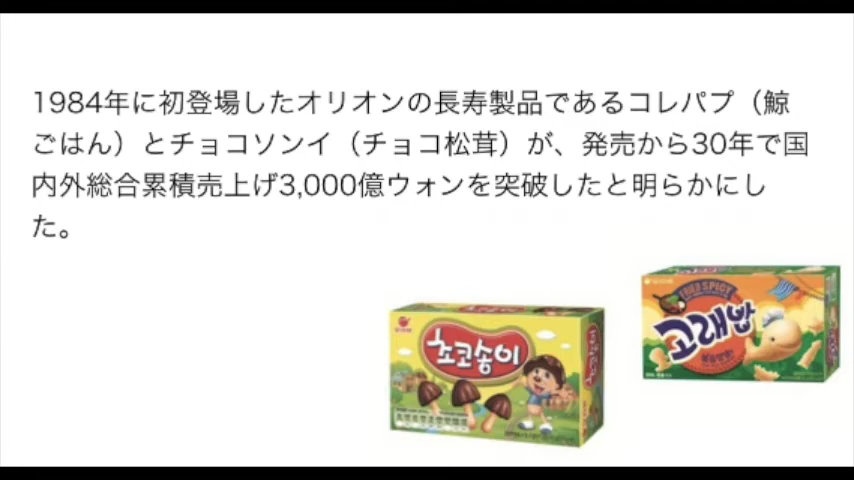 1984年に初登場したオリオンの長寿製品であるコレパプ（鯨
ごはん）とチョコソンイ（チョコ松茸）が、発売から30年で国
内外総合累積売上げ3,000億ウォンを突破したと明らかにし
た。
초코송이
고래밥